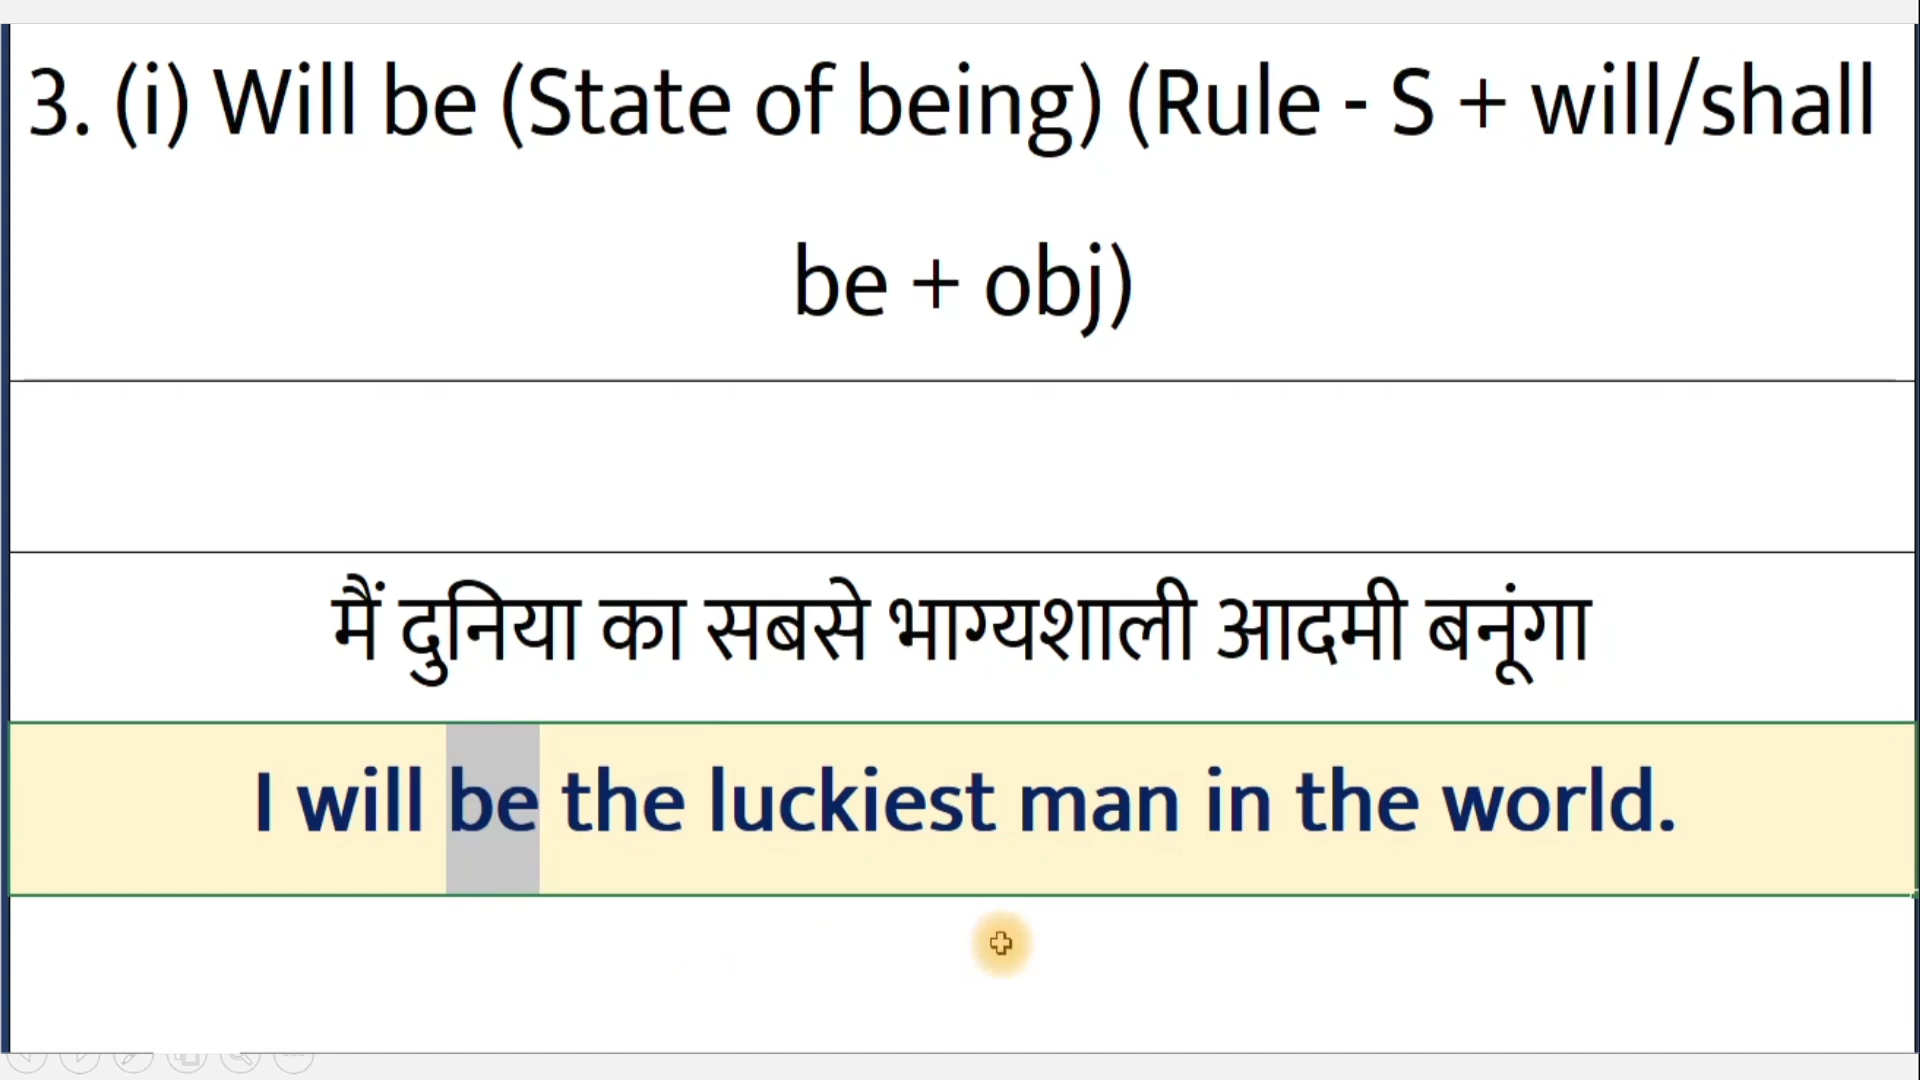 3. (i) Will be (State of being) (Rule - S + will/shall
be + obj)
मैं दुनिया का सबसे भाग्यशाली आदमी बनूंगा
I will be the luckiest man in the world.